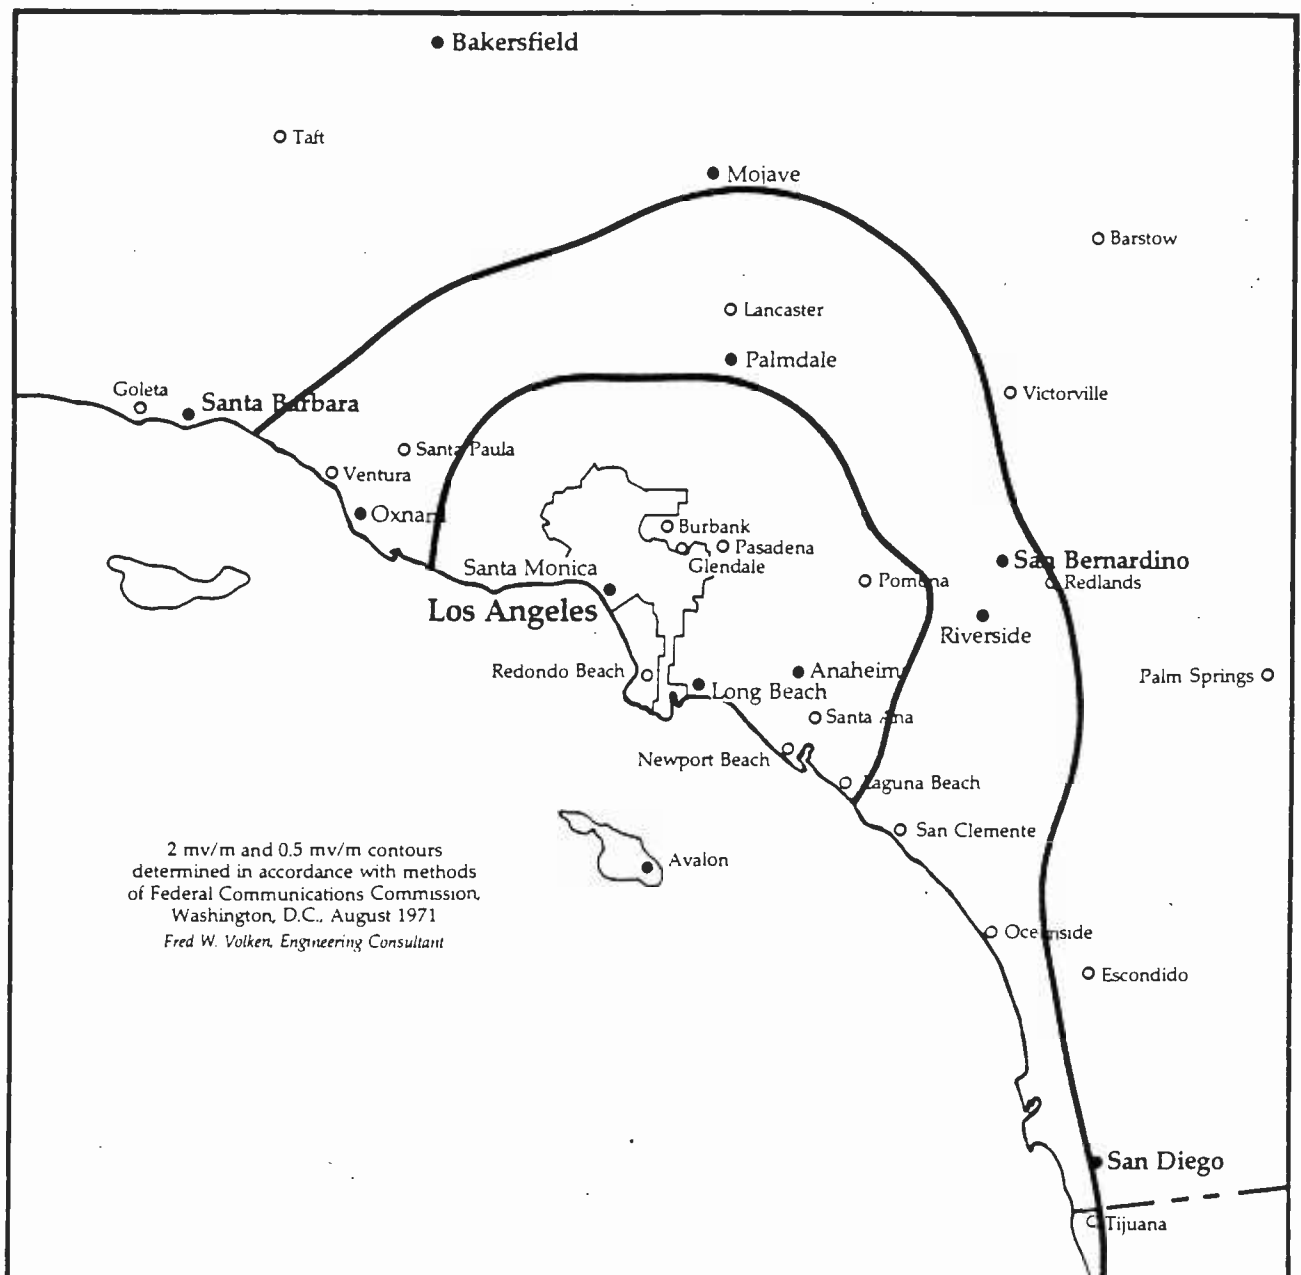 Bakersfield
Taft
Mojave
Barstow
Lancaster
Palmdale
Goleta
Santa Barbara
Victorville
Santa Paula
Ventura
Oxnard
Burbank
Pasadena
Glendale
Santa Monica
San Bernardino
Pomona
Redlands
Los Angeles
Riverside
Redondo Beach
Anaheim
Palm Springs
Long Beach
Santa Ana
Newport Beach
Laguna Beach
San Clemente
2 mv/m and 0.5 mv/m contours
determined in accordance with methods
of Federal Communications Commission,
Washington, D.C., August 1971
Fred W. Volken, Engineering Consultant
Avalon
Oceanside
Escondido
San Diego
Tijuana